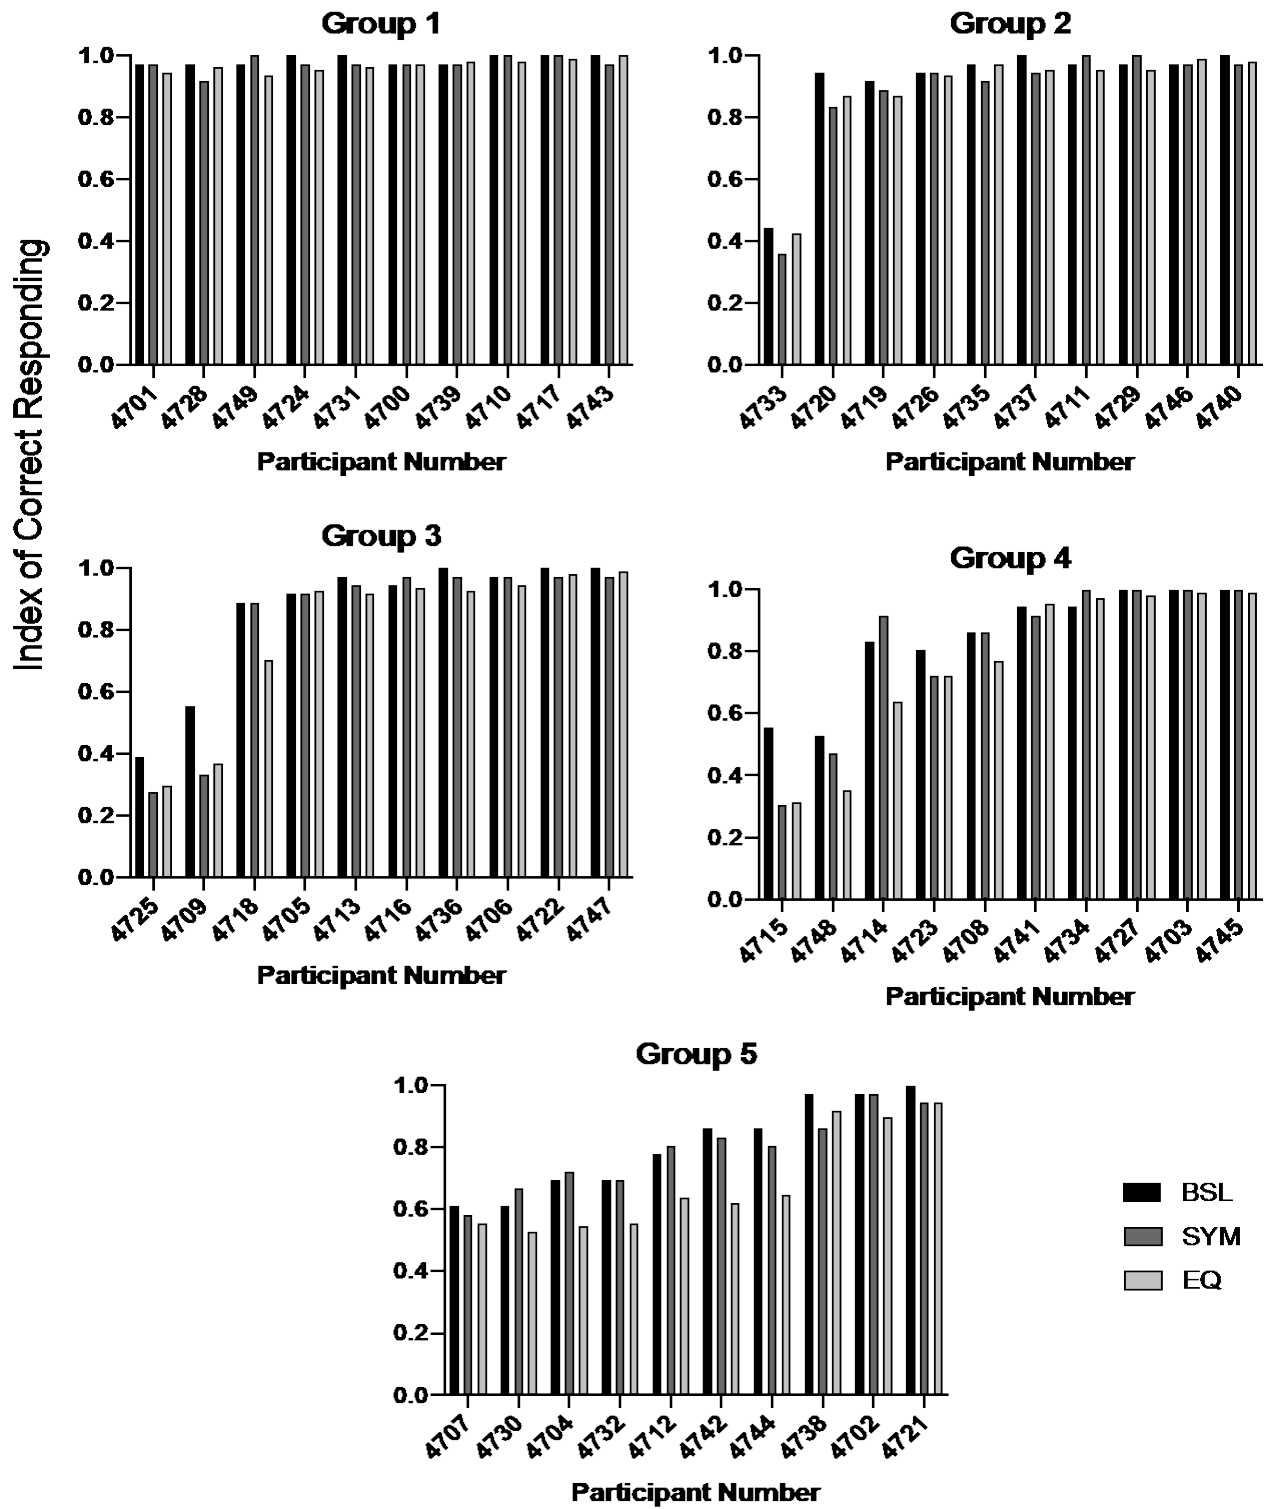 Group 1
1.0
0.8
0.6
0.4
0.2
0.0
4701 4728 4749 4724 4731 4700 4739 4710 4717 4743
Participant Number
Group 2
1.0
0.8
0.6
0.4
0.2
0.0
4733 4720 4719 4726 4735 4737 4711 4729 4746 4740
Participant Number
Index of Correct Responding
Group 3
1.0
0.8
0.6
0.4
0.2
0.0
4725 4709 4718 4705 4713 4716 4736 4706 4722 4747
Participant Number
Group 4
1.0
0.8
0.6
0.4
0.2
0.0
4715 4748 4714 4723 4708 4741 4734 4727 4703 4745
Participant Number
Group 5
1.0
0.8
0.6
0.4
0.2
0.0
4707 4730 4704 4732 4712 4742 4744 4738 4702 4721
Participant Number
BSL
SYM
EQ